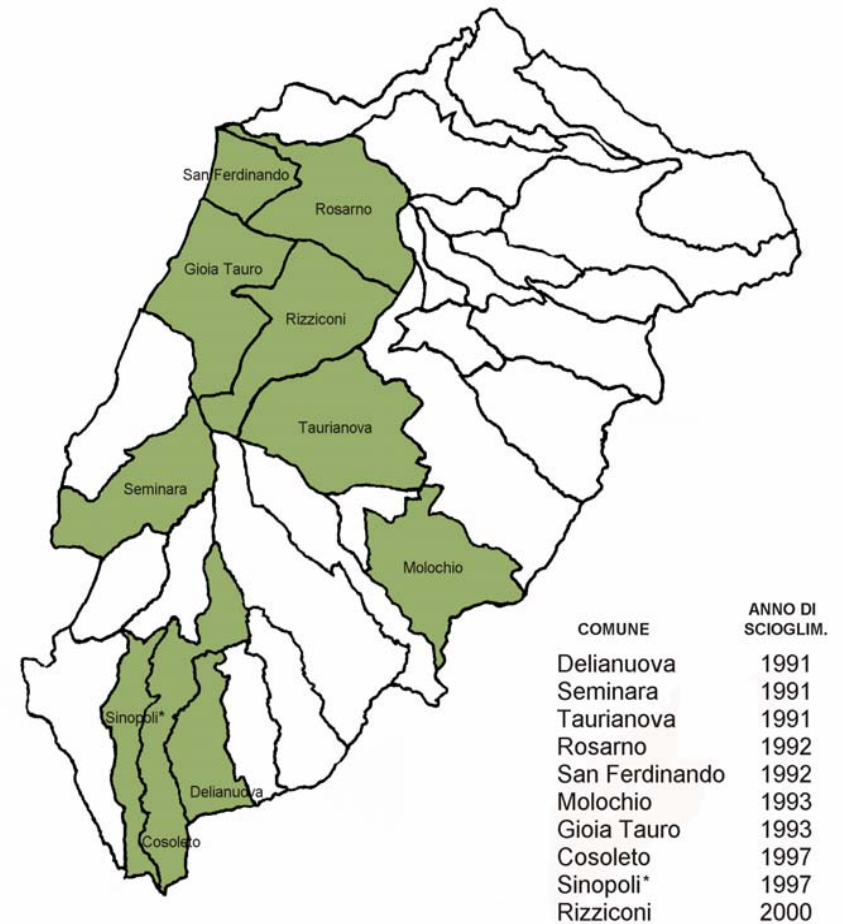 San Ferdinando
Rosarno
Gioia Tauro
Rizziconi
Taurianova
Seminara
Molochio
Sinopoli*
Delianuova
Cosoleto
COMUNE ANNO DI SCIOGLIM.
Delianuova 1991
Seminara 1991
Taurianova 1991
Rosarno 1992
San Ferdinando 1992
Molochio 1993
Gioia Tauro 1993
Cosoleto 1997
Sinopoli* 1997
Rizziconi 2000